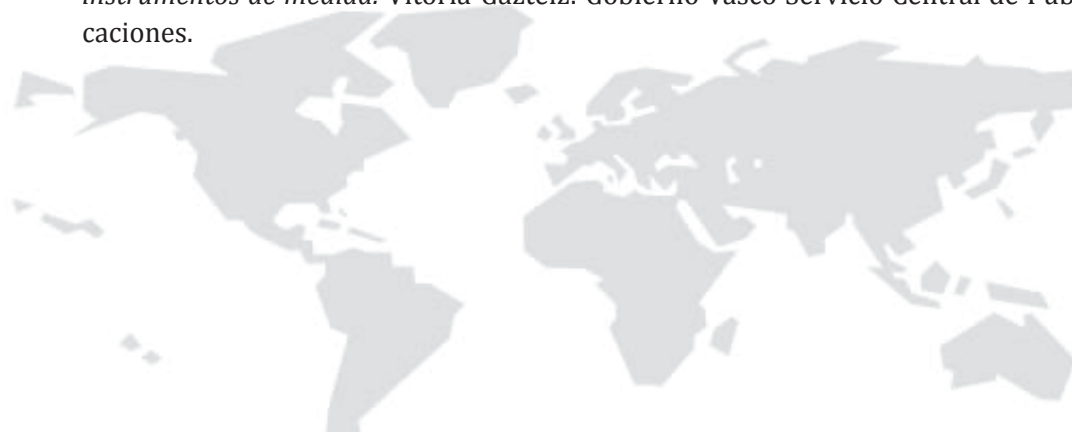 instrumentos de medida. Vitoria-Gazteiz: Gobierno Vasco Servicio Central de Pub
caciones.